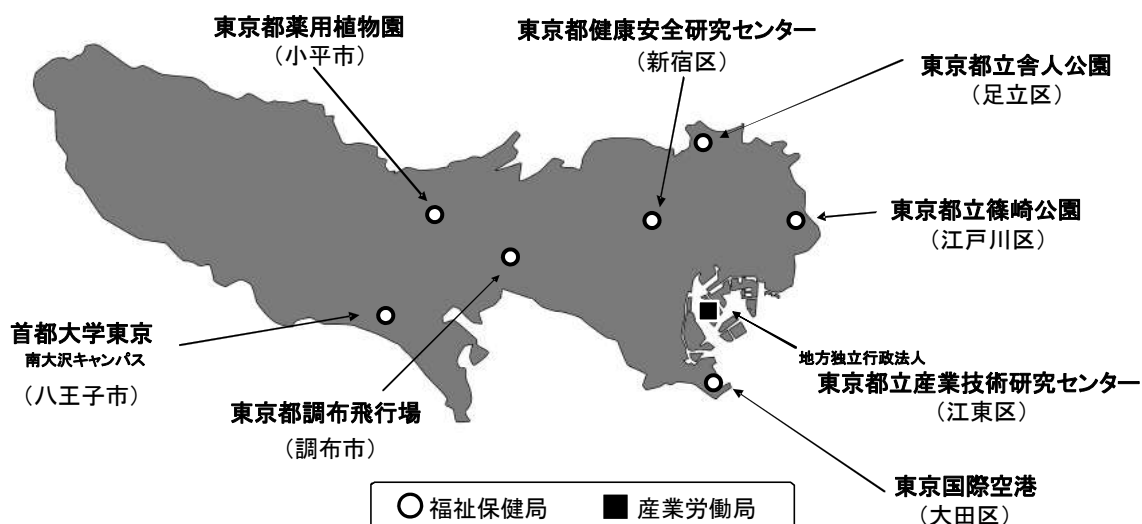 東京都薬用植物園
（小平市）
東京都健康安全研究センター
（新宿区）
東京都立舎人公園
（足立区）
東京都立篠崎公園
（江戸川区）
首都大学東京
南大沢キャンパス
（八王子市）
東京都調布飛行場
（調布市）
地方独立行政法人
東京都立産業技術研究センター
（江東区）
東京国際空港
（大田区）
福祉保健局
産業労働局